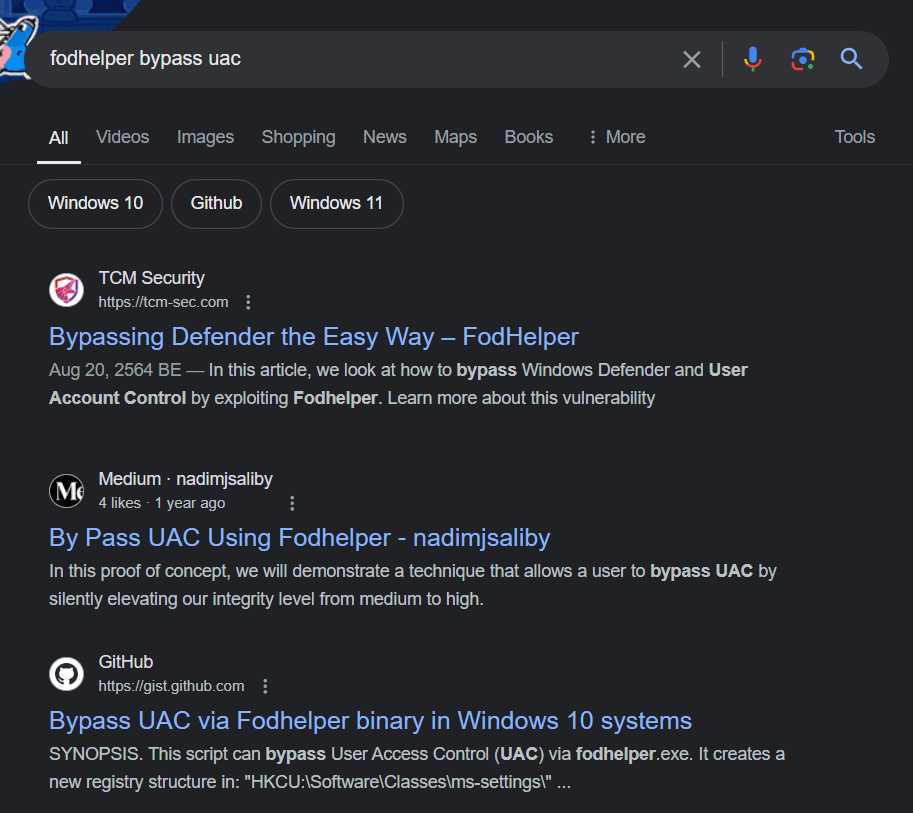 fodhelper bypass uac
All Videos Images Shopping News Maps Books More Tools
Windows 10 Github Windows 11
TCM Security
https://tcm-sec.com
Bypassing Defender the Easy Way – FodHelper
Aug 20, 2564 BE — In this article, we look at how to bypass Windows Defender and User
Account Control by exploiting Fodhelper. Learn more about this vulnerability
Me
Medium · nadimjsaliby
4 likes · 1 year ago
By Pass UAC Using Fodhelper - nadimjsaliby
In this proof of concept, we will demonstrate a technique that allows a user to bypass UAC by
silently elevating our integrity level from medium to high.
GitHub
https://gist.github.com
Bypass UAC via Fodhelper binary in Windows 10 systems
SYNOPSIS. This script can bypass User Access Control (UAC) via fodhelper.exe. It creates a
new registry structure in: "HKCU:\Software\Classes\ms-settings\" ...